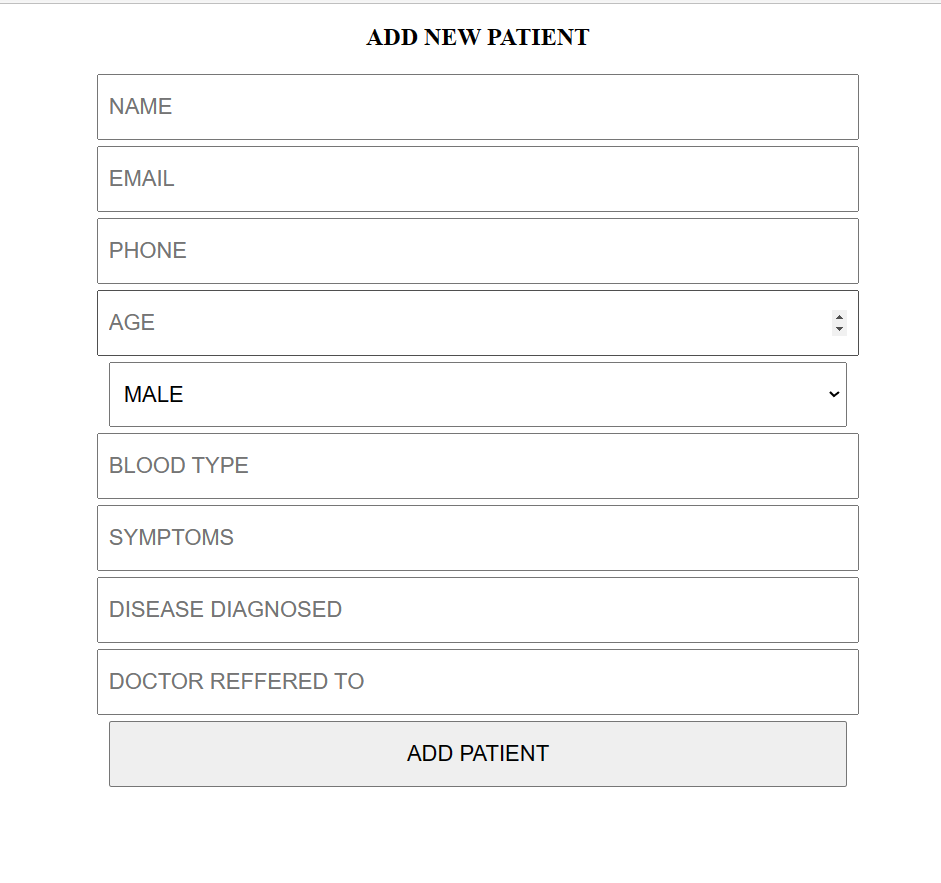 ADD NEW PATIENT
NAME
EMAIL
PHONE
AGE
MALE
BLOOD TYPE
SYMPTOMS
DISEASE DIAGNOSED
DOCTOR REFFERED TO
ADD PATIENT